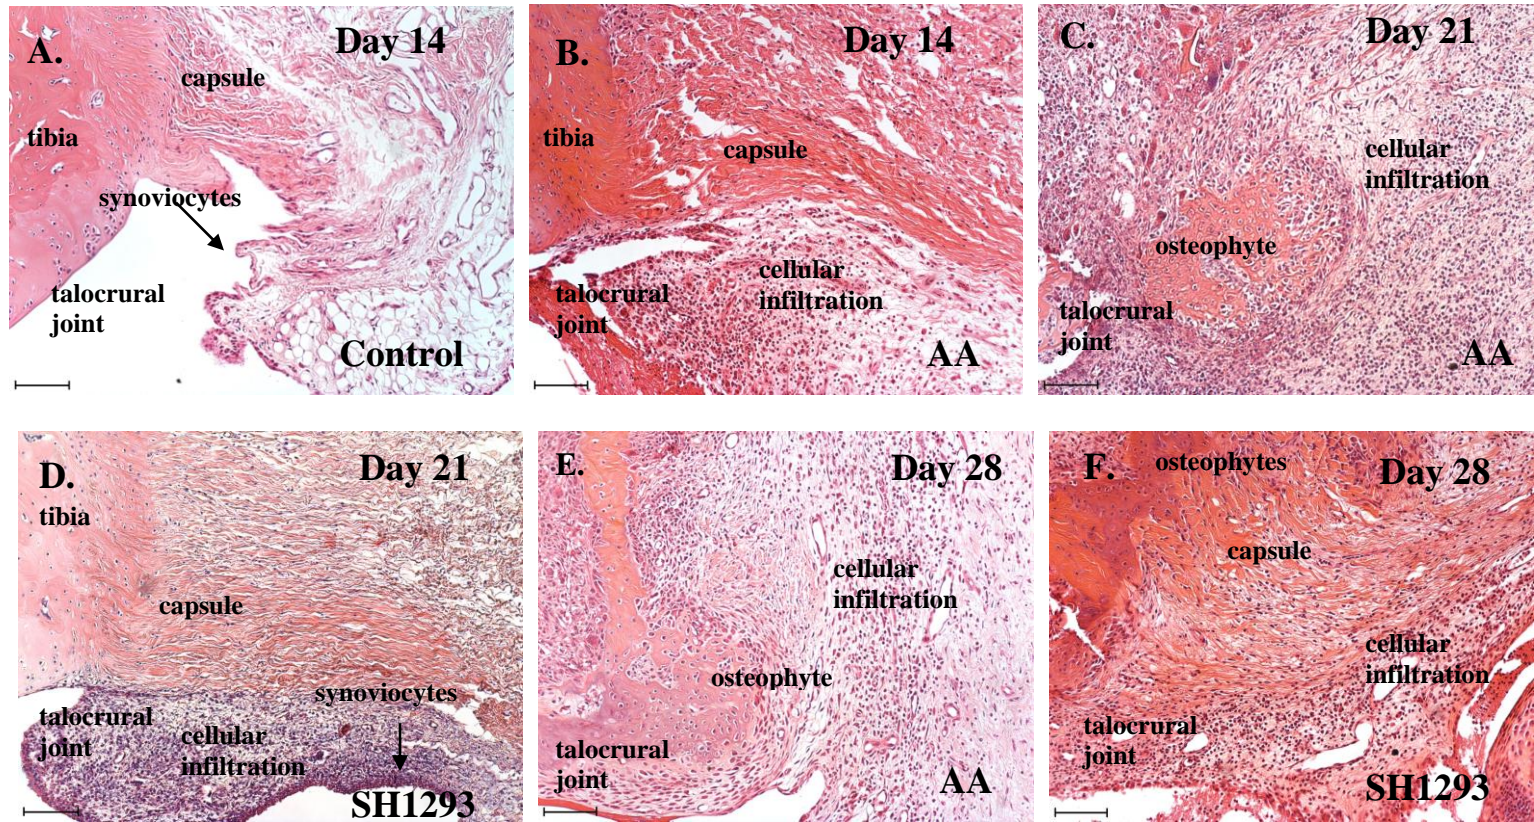 A.
Day 14
capsule
tibia
synoviocytes
talocrural
joint
Control
B.
Day 14
tibia
capsule
cellular
infiltration
talocrural
joint
AA
C.
Day 21
cellular
infiltration
osteophyte
talocrural
joint
AA
D.
Day 21
tibia
capsule
synoviocytes
talocrural
joint
cellular
infiltration
SH1293
E.
Day 28
cellular
infiltration
osteophyte
talocrural
joint
AA
F.
osteophytes
Day 28
capsule
cellular
infiltration
talocrural
joint
SH1293